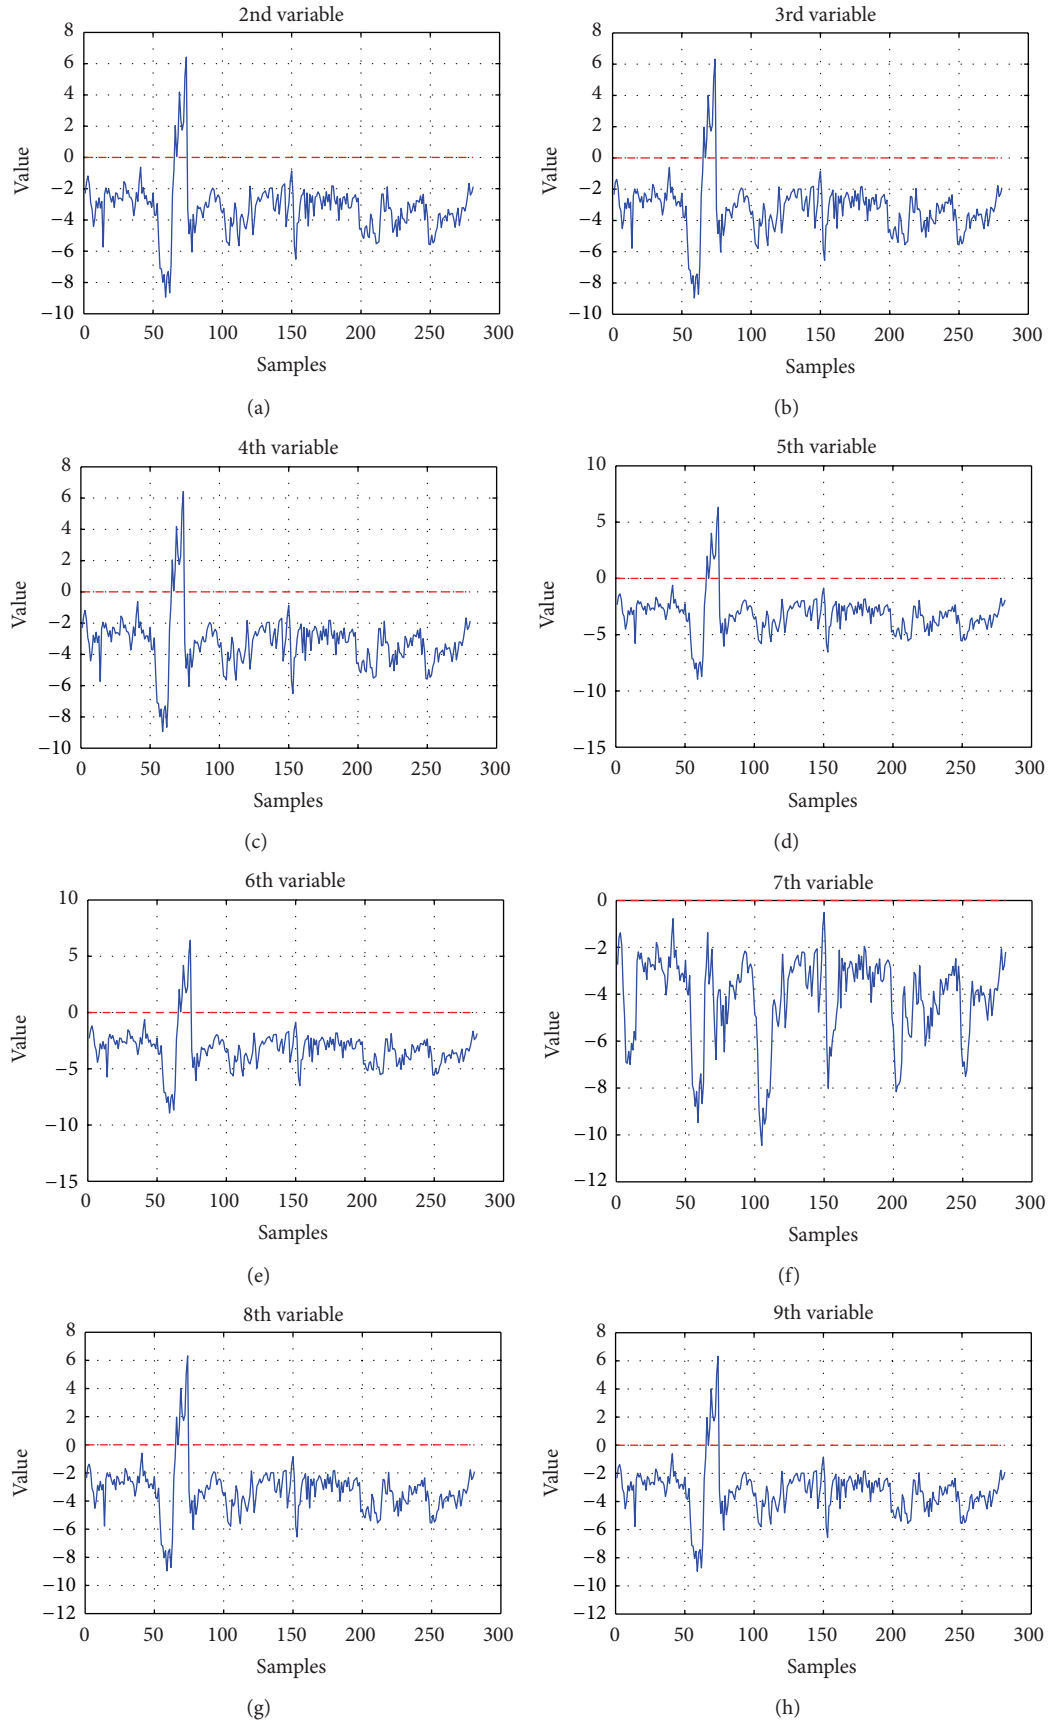 2nd variable
8
6
4
2
0
−2
−4
−6
−8
−10
Value
0 50 100 150 200 250 300
Samples
(a)
3rd variable
8
6
4
2
0
−2
−4
−6
−8
−10
Value
0 50 100 150 200 250 300
Samples
(b)
4th variable
8
6
4
2
0
−2
−4
−6
−8
−10
Value
0 50 100 150 200 250 300
Samples
(c)
5th variable
10
5
0
−5
−10
−15
Value
0 50 100 150 200 250 300
Samples
(d)
6th variable
10
5
0
−5
−10
−15
Value
0 50 100 150 200 250 300
Samples
(e)
7th variable
0
−2
−4
−6
−8
−10
−12
Value
0 50 100 150 200 250 300
Samples
(f)
8th variable
8
6
4
2
0
−2
−4
−6
−8
−10
−12
Value
0 50 100 150 200 250 300
Samples
(g)
9th variable
8
6
4
2
0
−2
−4
−6
−8
−10
−12
Value
0 50 100 150 200 250 300
Samples
(h)